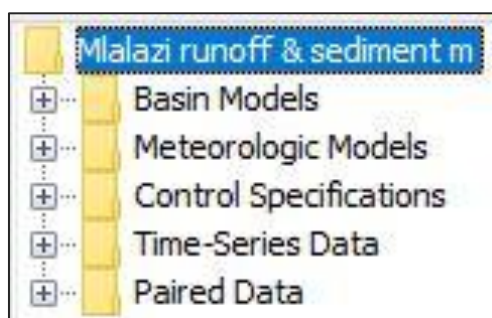 Mlalazi runoff & sediment m
Basin Models
Meteorologic Models
Control Specifications
Time-Series Data
Paired Data